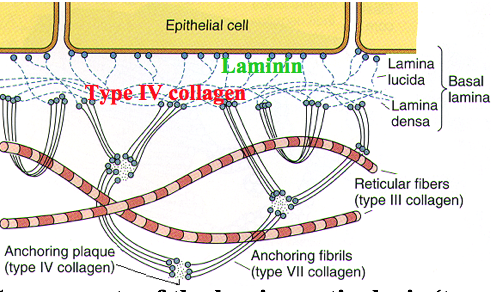 Epithelial cell
Laminin
Lamina
lucida
Basal
lamina
Type IV collagen
Lamina
densa
Reticular fibers
(type III collagen)
Anchoring plaque
(type IV collagen)
Anchoring fibrils
(type VII collagen)